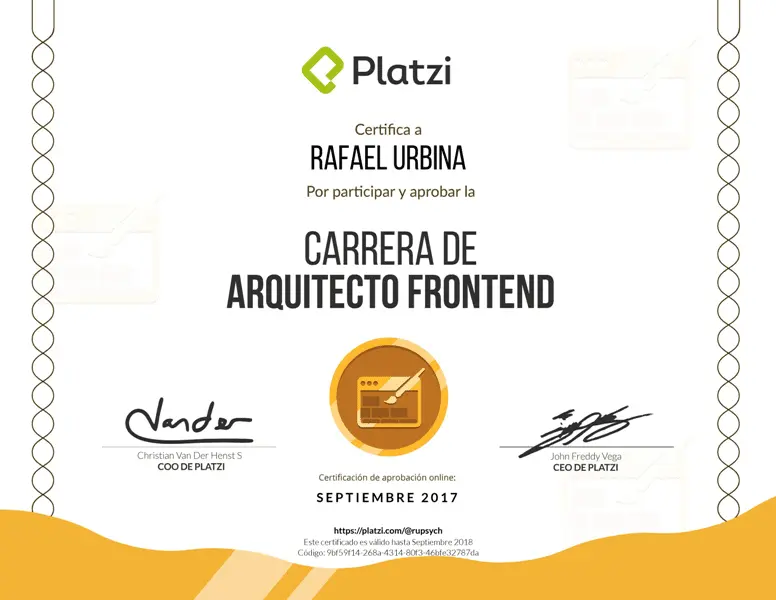 Platzi
Certifica a
RAFAEL URBINA
Por participar y aprobar la
CARRERA DE
ARQUITECTO FRONTEND
Vander
Christian Van Der Henst S
COO DE PLATZI
John Freddy Vega
CEO DE PLATZI
Certificación de aprobación online:
SEPTIEMBRE 2017
https://platzi.com/@rupsych
Este certificado es válido hasta Septiembre 2018
Código: 9bf59f14-268a-4314-80f3-46bfe32787da